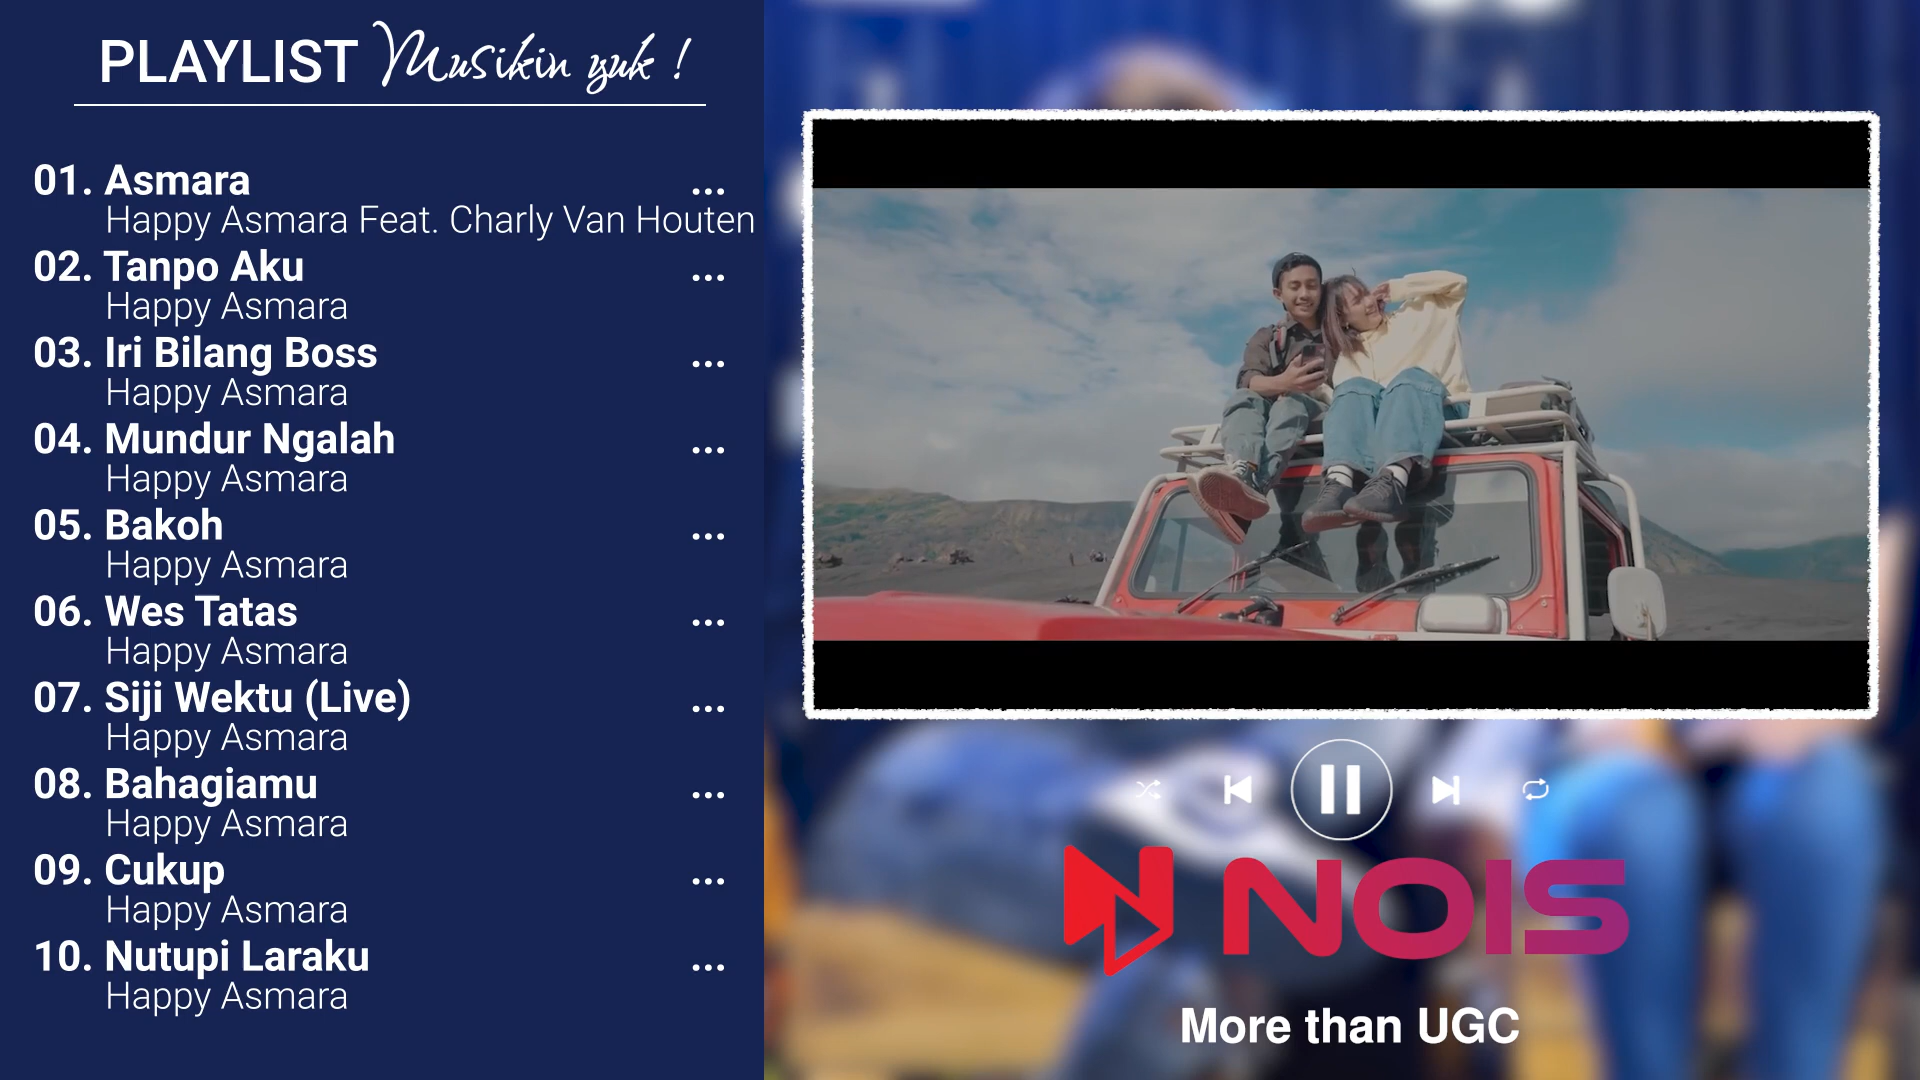 PLAYLIST Musikin yuk !
01. Asmara ...
Happy Asmara Feat. Charly Van Houten
02. Tanpo Aku ...
Happy Asmara
03. Iri Bilang Boss ...
Happy Asmara
04. Mundur Ngalah ...
Happy Asmara
05. Bakoh ...
Happy Asmara
06. Wes Tatas ...
Happy Asmara
07. Siji Wektu (Live) ...
Happy Asmara
08. Bahagiamu ...
Happy Asmara
09. Cukup ...
Happy Asmara
10. Nutupi Laraku ...
Happy Asmara
NOIS
More than UGC